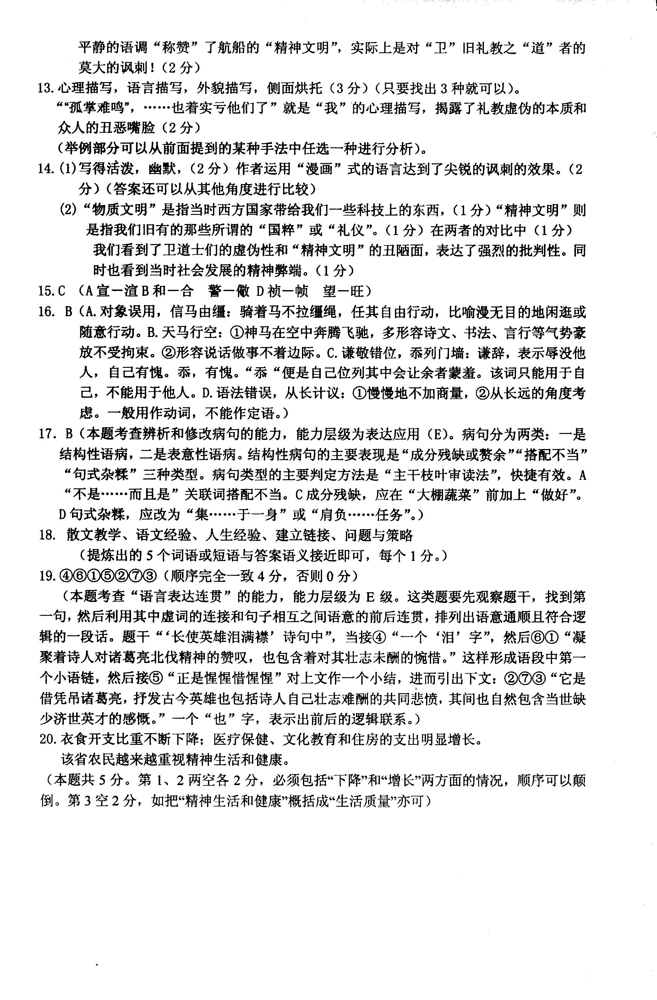 平静的语调“称赞”了航船的“精神文明”，实际上是对“卫”旧礼教之“道”者的
莫大的讽刺！（2 分）
13. 心理描写，语言描写，外貌描写，侧面烘托（3 分）（只要找出 3 种就可以）。
““孤掌难鸣”，……也着实亏他们了”就是“我”的心理描写，揭露了礼教虚伪的本质和
众人的丑恶嘴脸（2 分）
（举例部分可以从前面提到的某种手法中任选一种进行分析）。
14. (1)写得活泼，幽默，（2 分）作者运用“漫画”式的语言达到了尖锐的讽刺的效果。（2
分）（答案还可以从其他角度进行比较）
(2)“物质文明”是指当时西方国家带给我们一些科技上的东西，（1 分）“精神文明”则
是指我们旧有的那些所谓的“国粹”或“礼仪”。（1 分）在两者的对比中（1 分）
我们看到了卫道士们的虚伪性和“精神文明”的丑陋面，表达了强烈的批判性。同
时也看到当时社会发展的精神弊端。（1 分）
15. C （A 宣—渲 B 和—合 警—儆 D 祯—帧 望—旺）
16. B（A. 对象误用，信马由缰：骑着马不拉缰绳，任其自由行动，比喻漫无目的地闲逛或
随意行动。B. 天马行空：①神马在空中奔腾飞驰，多形容诗文、书法、言行等气势豪
放不受拘束。②形容说话做事不着边际。C. 谦敬错位，忝列门墙：谦辞，表示辱没他
人，自己有愧。忝，有愧。“忝“便是自己位列其中会让余者蒙羞。该词只能用于自
己，不能用于他人。D. 语法错误，从长计议：①慢慢地不加商量，②从长远的角度考
虑。一般用作动词，不能作定语。）
17. B（本题考查辨析和修改病句的能力，能力层级为表达应用（E）。病句分为两类：一是
结构性语病，二是表意性语病。结构性病句的主要表现是“成分残缺或赘余”“搭配不当”
“句式杂糅”三种类型。病句类型的主要判定方法是“主干枝叶审读法”，快捷有效。A
“不是……而且是”关联词搭配不当。C 成分残缺，应在“大棚蔬菜”前加上“做好”。
D 句式杂糅，应改为“集……于一身”或“肩负……任务”。）
18. 散文教学、语文经验、人生经验、建立链接、问题与策略
（提炼出的 5 个词语或短语与答案语义接近即可，每个 1 分。）
19. ④⑥①⑤②⑦③（顺序完全一致 4 分，否则 0 分）
（本题考查“语言表达连贯”的能力，能力层级为 E 级。这类题要先观察题干，找到第
一句，然后利用其中虚词的连接和句子相互之间语意的前后连贯，排列出语意通顺且符合逻
辑的一段话。题干“‘长使英雄泪满襟’诗句中”，当接④“一个‘泪’字”，然后⑥①“凝
聚着诗人对诸葛亮北伐精神的赞叹，也包含着对其壮志未酬的惋惜。”这样形成语段中第一
个小语链，然后接⑤“正是惺惺惜惺惺”对上文作一个小结，进而引出下文：②⑦③“它是
借凭吊诸葛亮，抒发古今英雄也包括诗人自己壮志难酬的共同悲愤，其间也自然包含当世缺
少济世英才的感慨。”一个“也”字，表示出前后的逻辑联系。）
20. 衣食开支比重不断下降；医疗保健、文化教育和住房的支出明显增长。
该省农民越来越重视精神生活和健康。
（本题共 5 分。第 1、2 两空各 2 分，必须包括“下降”和“增长”两方面的情况，顺序可以颠
倒。第 3 空 2 分，如把“精神生活和健康”概括成“生活质量”亦可）